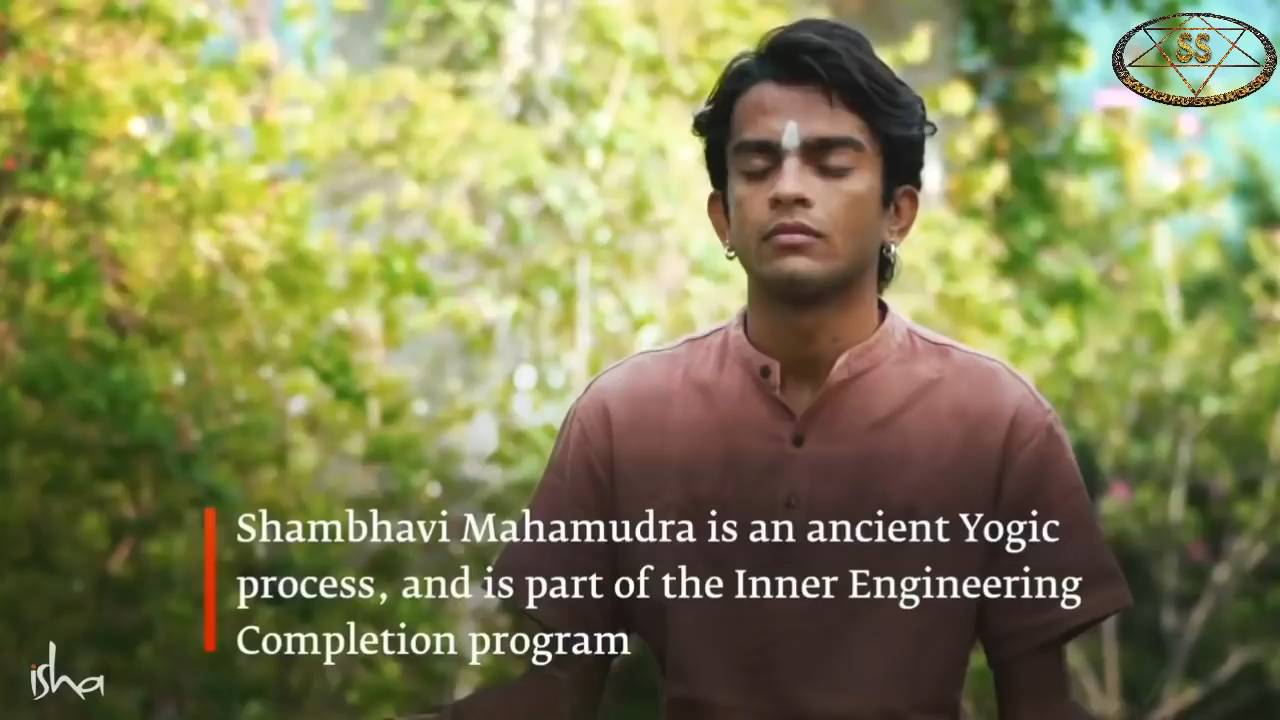 SS
Shambhavi Mahamudra is an ancient Yogic
process, and is part of the Inner Engineering
Completion program
isha